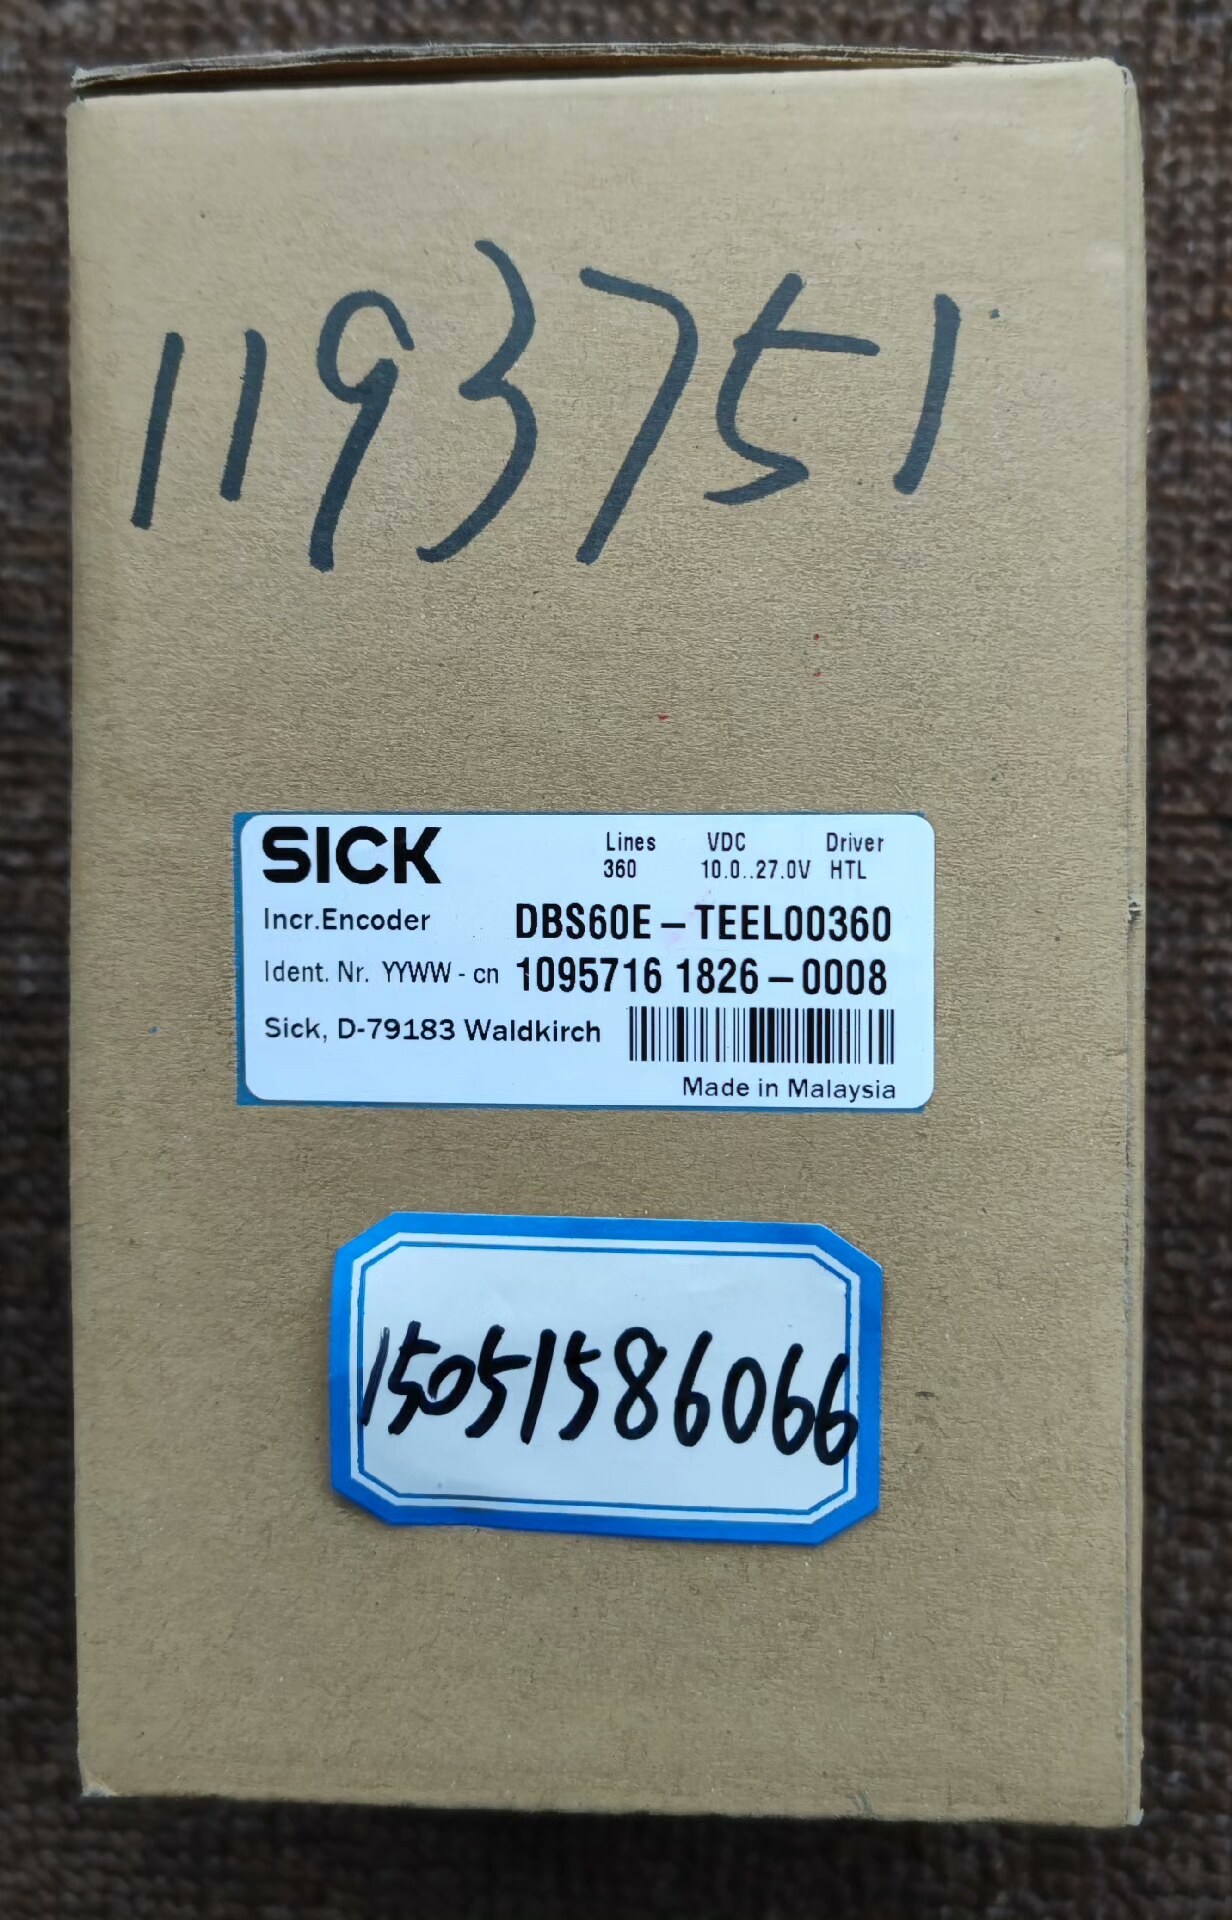 1193751
SICK
Lines VDC Driver
360 10.0..27.0V HTL
Incr.Encoder DBS60E-TEEL00360
Ident. Nr. YYWW - cn 1095716 1826-0008
Sick, D-79183 Waldkirch
Made in Malaysia
15051586066